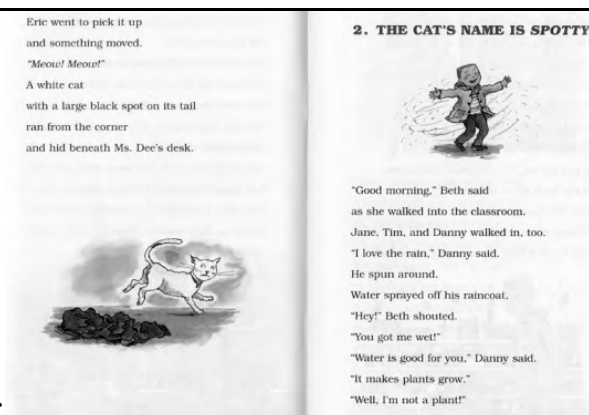 Eric went to pick it up
and something moved.
"Meow! Meow!"
A white cat
with a large black spot on its tail
ran from the corner
and hid beneath Ms. Dee's desk.
2. THE CAT'S NAME IS SPOTTY
"Good morning," Beth said
as she walked into the classroom.
Jane, Tim, and Danny walked in, too.
"I love the rain," Danny said.
He spun around.
Water sprayed off his raincoat.
"Hey!" Beth shouted.
"You got me wet!"
"Water is good for you," Danny said.
"It makes plants grow."
"Well, I'm not a plant!"